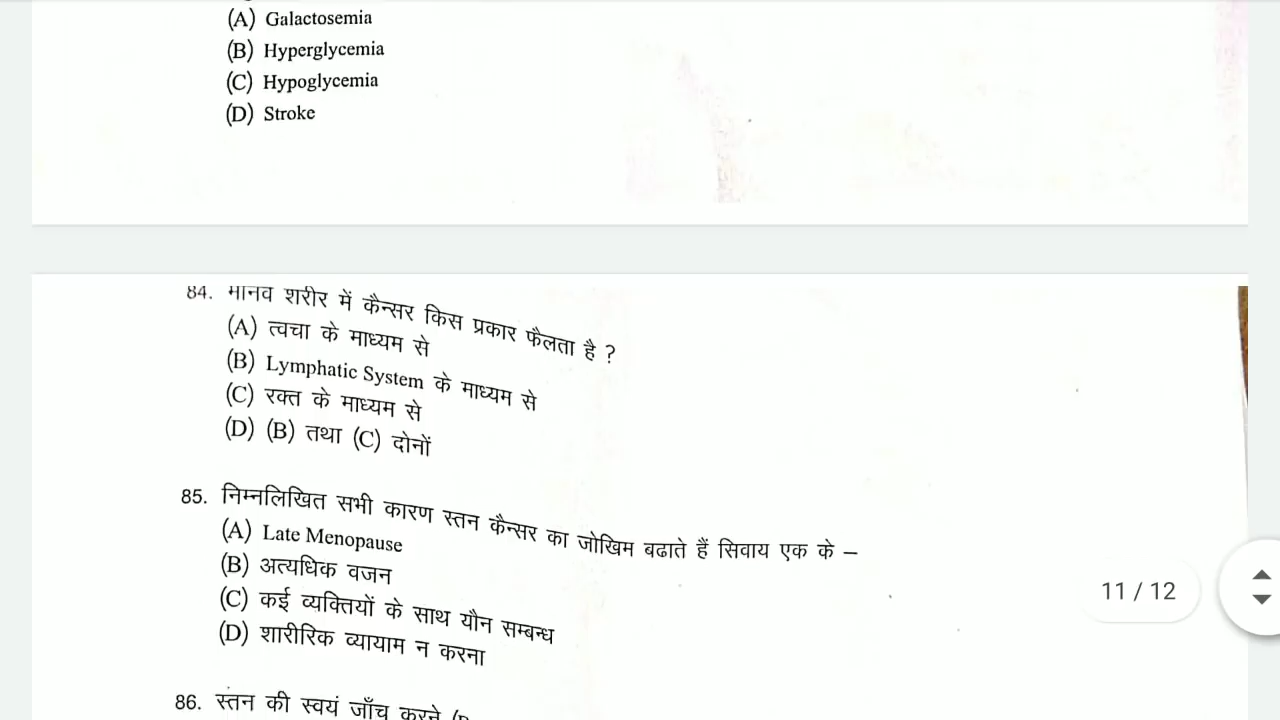 (A) Galactosemia
(B) Hyperglycemia
(C) Hypoglycemia
(D) Stroke
84. मानव शरीर में कैन्सर किस प्रकार फैलता है ?
(A) त्वचा के माध्यम से
(B) Lymphatic System के माध्यम से
(C) रक्त के माध्यम से
(D) (B) तथा (C) दोनों
85. निम्नलिखित सभी कारण स्तन कैन्सर का जोखिम बढाते हैं सिवाय एक के –
(A) Late Menopause
(B) अत्यधिक वजन
(C) कई व्यक्तियों के साथ यौन सम्बन्ध
(D) शारीरिक व्यायाम न करना
11 / 12
86. स्तन की स्वयं जाँच करने